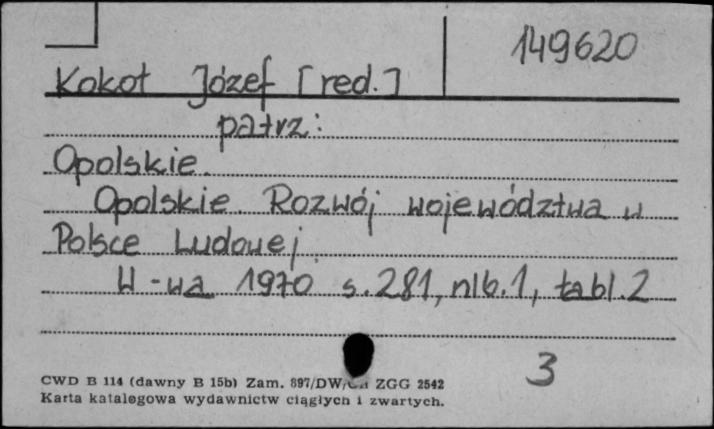 149620
Kokot Józef [red.]
patrz:
Opolskie.
Opolskie. Rozwój województwa w
Polsce Ludowej.
W-wa 1970 s. 281, nlb. 1, tabl. 2
3
CWD B 114 (dawny B 15b) Zam. 897/DW/ ZGG 2542
Karta katalogowa wydawnictw ciągłych i zwartych.